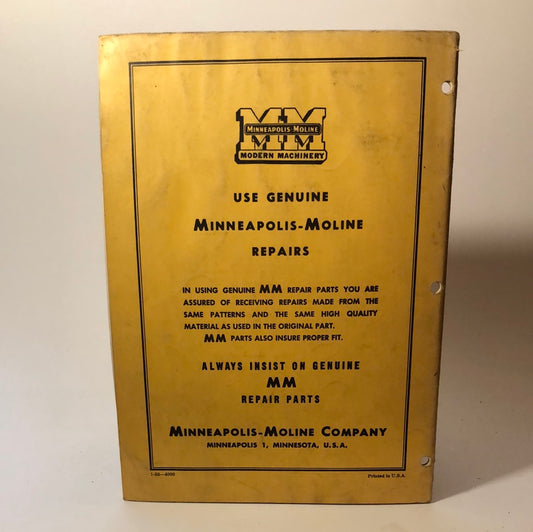 MM
MINNEAPOLIS-MOLINE
MODERN MACHINERY
USE GENUINE
MINNEAPOLIS-MOLINE
REPAIRS
IN USING GENUINE MM REPAIR PARTS YOU ARE
ASSURED OF RECEIVING REPAIRS MADE FROM THE
SAME PATTERNS AND THE SAME HIGH QUALITY
MATERIAL AS USED IN THE ORIGINAL PART.
MM PARTS ALSO INSURE PROPER FIT.
ALWAYS INSIST ON GENUINE
MM
REPAIR PARTS
MINNEAPOLIS-MOLINE COMPANY
MINNEAPOLIS 1, MINNESOTA, U.S.A.
Printed in U.S.A.